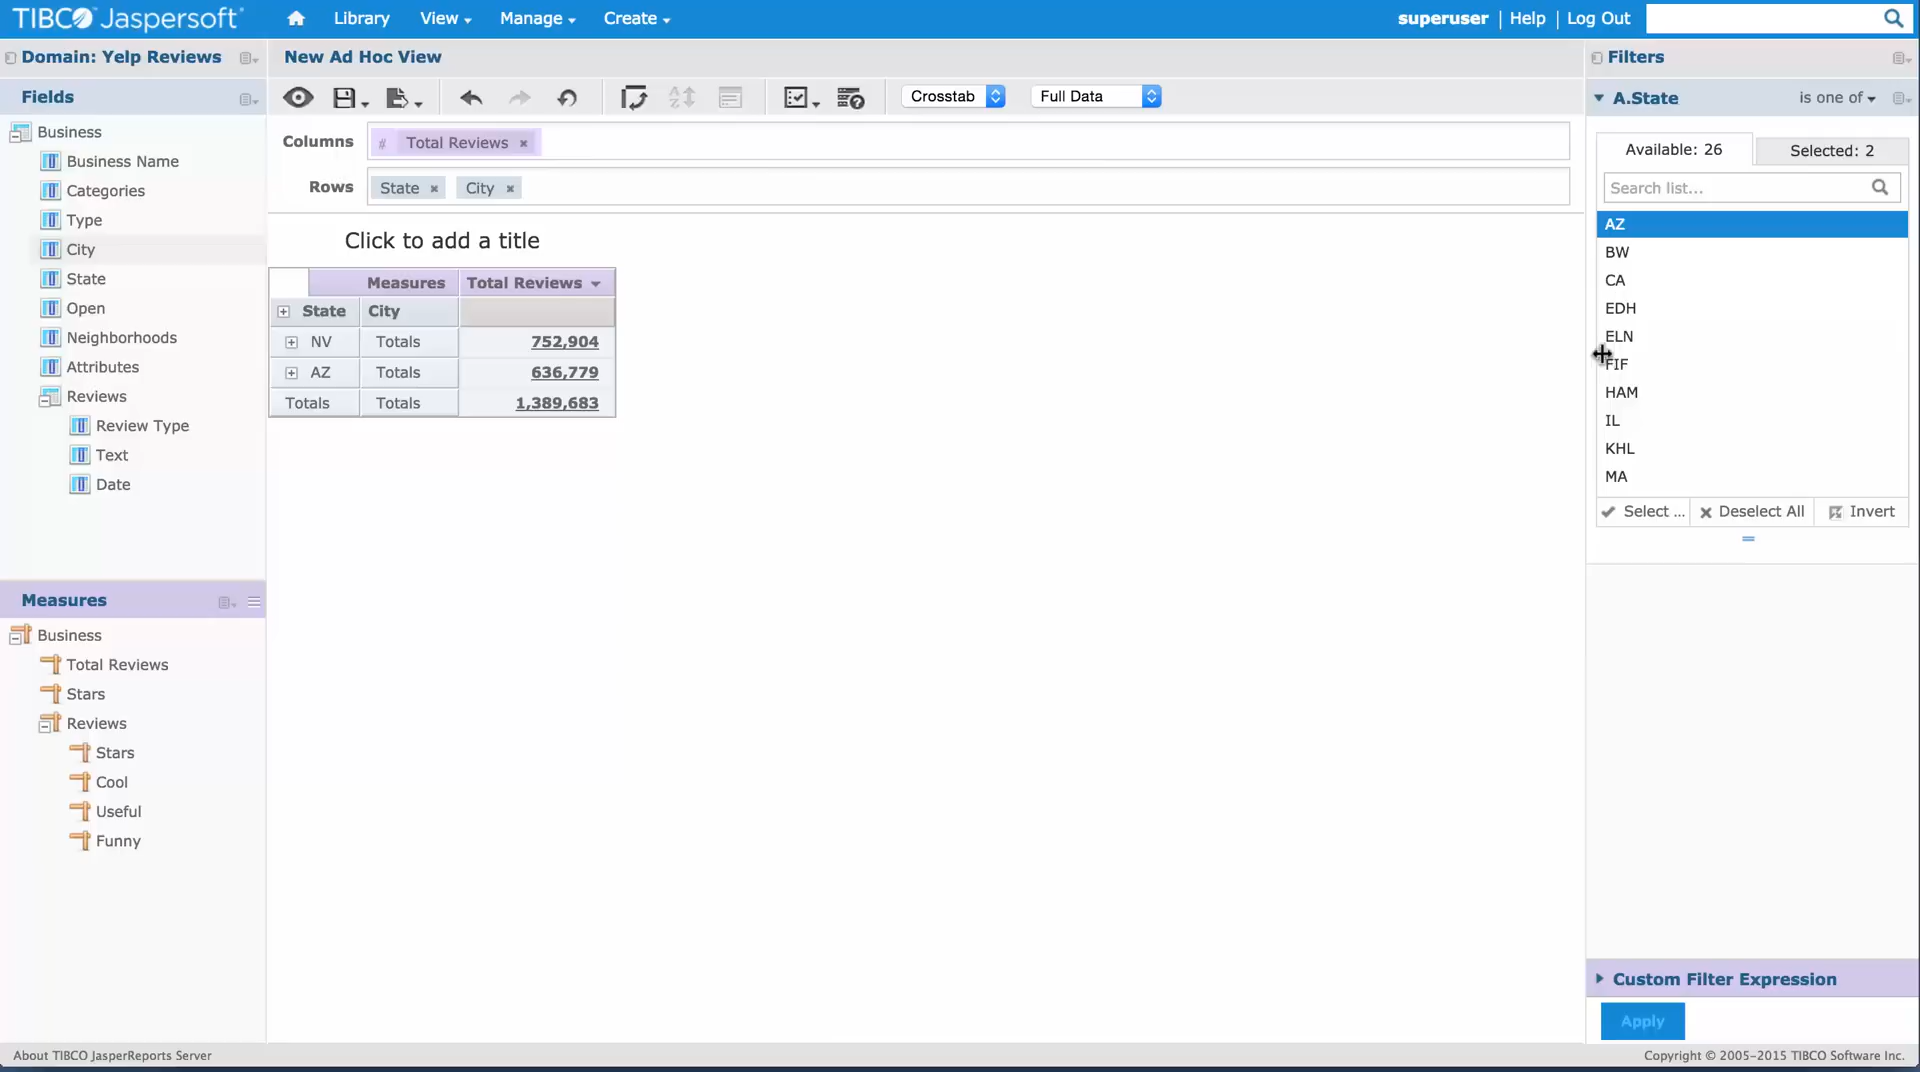 TIBCO Jaspersoft
Library View Manage Create superuser | Help | Log Out
Domain: Yelp Reviews
New Ad Hoc View
Filters
Fields
Business
Business Name
Categories
Type
City
State
Open
Neighborhoods
Attributes
Reviews
Review Type
Text
Date
Measures
Business
Total Reviews
Stars
Reviews
Stars
Cool
Useful
Funny
Crosstab Full Data
Columns # Total Reviews ×
Rows State × City ×
Click to add a title
Measures Total Reviews
State City
NV Totals 752,904
AZ Totals 636,779
Totals Totals 1,389,683
A.State is one of
Available: 26 Selected: 2
Search list...
AZ
BW
CA
EDH
ELN
FIF
HAM
IL
KHL
MA
Select ... Deselect All Invert
Custom Filter Expression
Apply
About TIBCO JasperReports Server
Copyright © 2005-2015 TIBCO Software Inc.